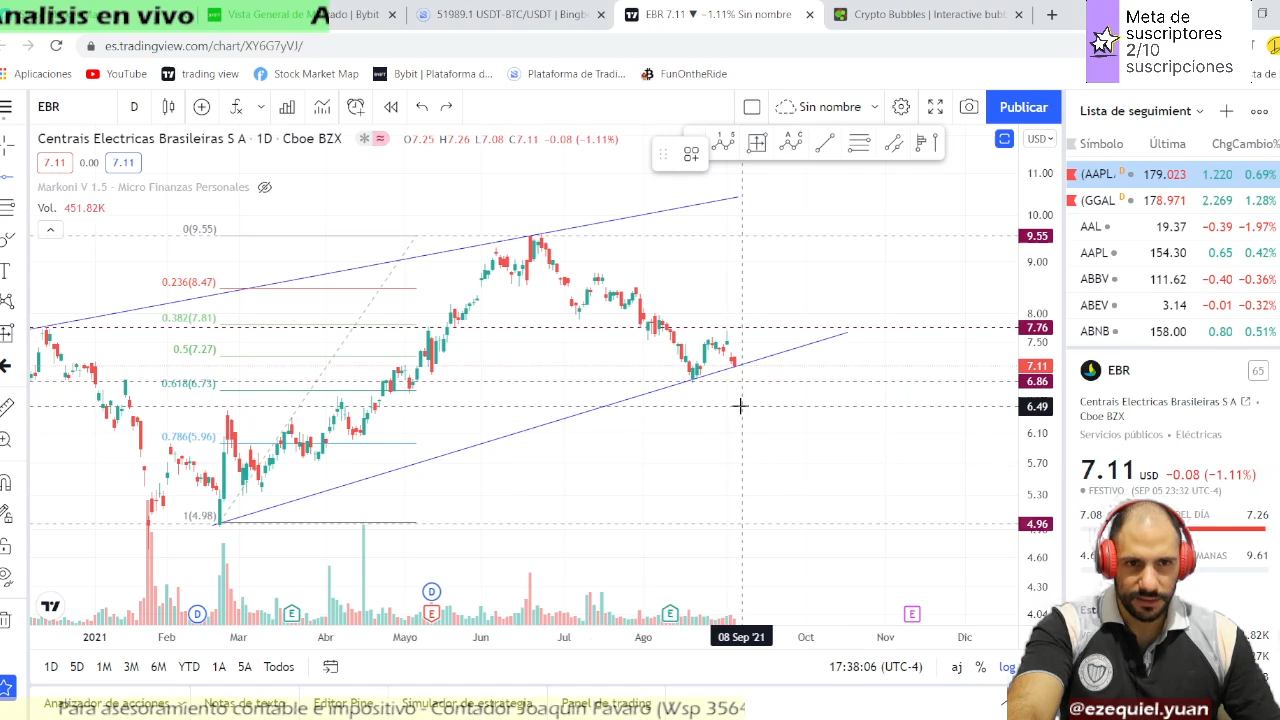 nalisis en vivo A
Vista General de Mercado | Bybit
51989.1 USDT-BTC/USDT | Bingb
EBR 7.11 ▼ −1.11% Sin nombre
Crypto Bubbles | Interactive bubl
Meta de
suscriptores
2/10
suscripciones
es.tradingview.com/chart/XY6G7yVJ/
Aplicaciones YouTube trading view Stock Market Map Bybit | Plataforma d... Plataforma de Tradi... FunOnTheRide
EBR D Sin nombre Publicar
Lista de seguimient
Centrais Electricas Brasileiras S A · 1D · Cboe BZX O7.25 H7.26 L7.08 C7.11 −0.08 (−1.11%)
USD
Símbolo Última Chg Cambio%
7.11 0.00 7.11
Markoni V 1.5 - Micro Finanzas Personales
Vol. 451.82K
(AAPL D 179.023 1.220 0.69%
(GGAL D 178.971 2.269 1.28%
AAL 19.37 −0.39 −1.97%
AAPL 154.30 0.65 0.42%
ABBV 111.62 −0.40 −0.36%
ABEV 3.14 −0.01 −0.32%
ABNB 158.00 0.80 0.51%
11.00
10.00
9.55
9.00
8.00
7.76
7.50
7.11
6.86
6.49
6.10
5.70
5.30
4.96
4.60
4.30
4.04
0(9.55)
0.236(8.47)
0.382(7.81)
0.5(7.27)
0.618(6.73)
0.786(5.96)
1(4.98)
EBR 65
Centrais Electricas Brasileiras S A
Cboe BZX
Servicios públicos • Eléctricas
7.11 USD −0.08 (−1.11%)
FESTIVO (SEP 05 23:32 UTC-4)
7.08 DEL DÍA 7.26
MANAS 9.61
D E D E E E
2021 Feb Mar Abr Mayo Jun Jul Ago 08 Sep '21 Oct Nov Dic
1D 5D 1M 3M 6M YTD 1A 5A Todos 17:38:06 (UTC-4) aj % log
Analizador de acciones Notas de texto Editor Pine Simulador de estrategia Panel de trading
Para asesoramiento contable e impositivo - Contador Joaquin Favaro (Wsp 3564
@ezequiel.yuan